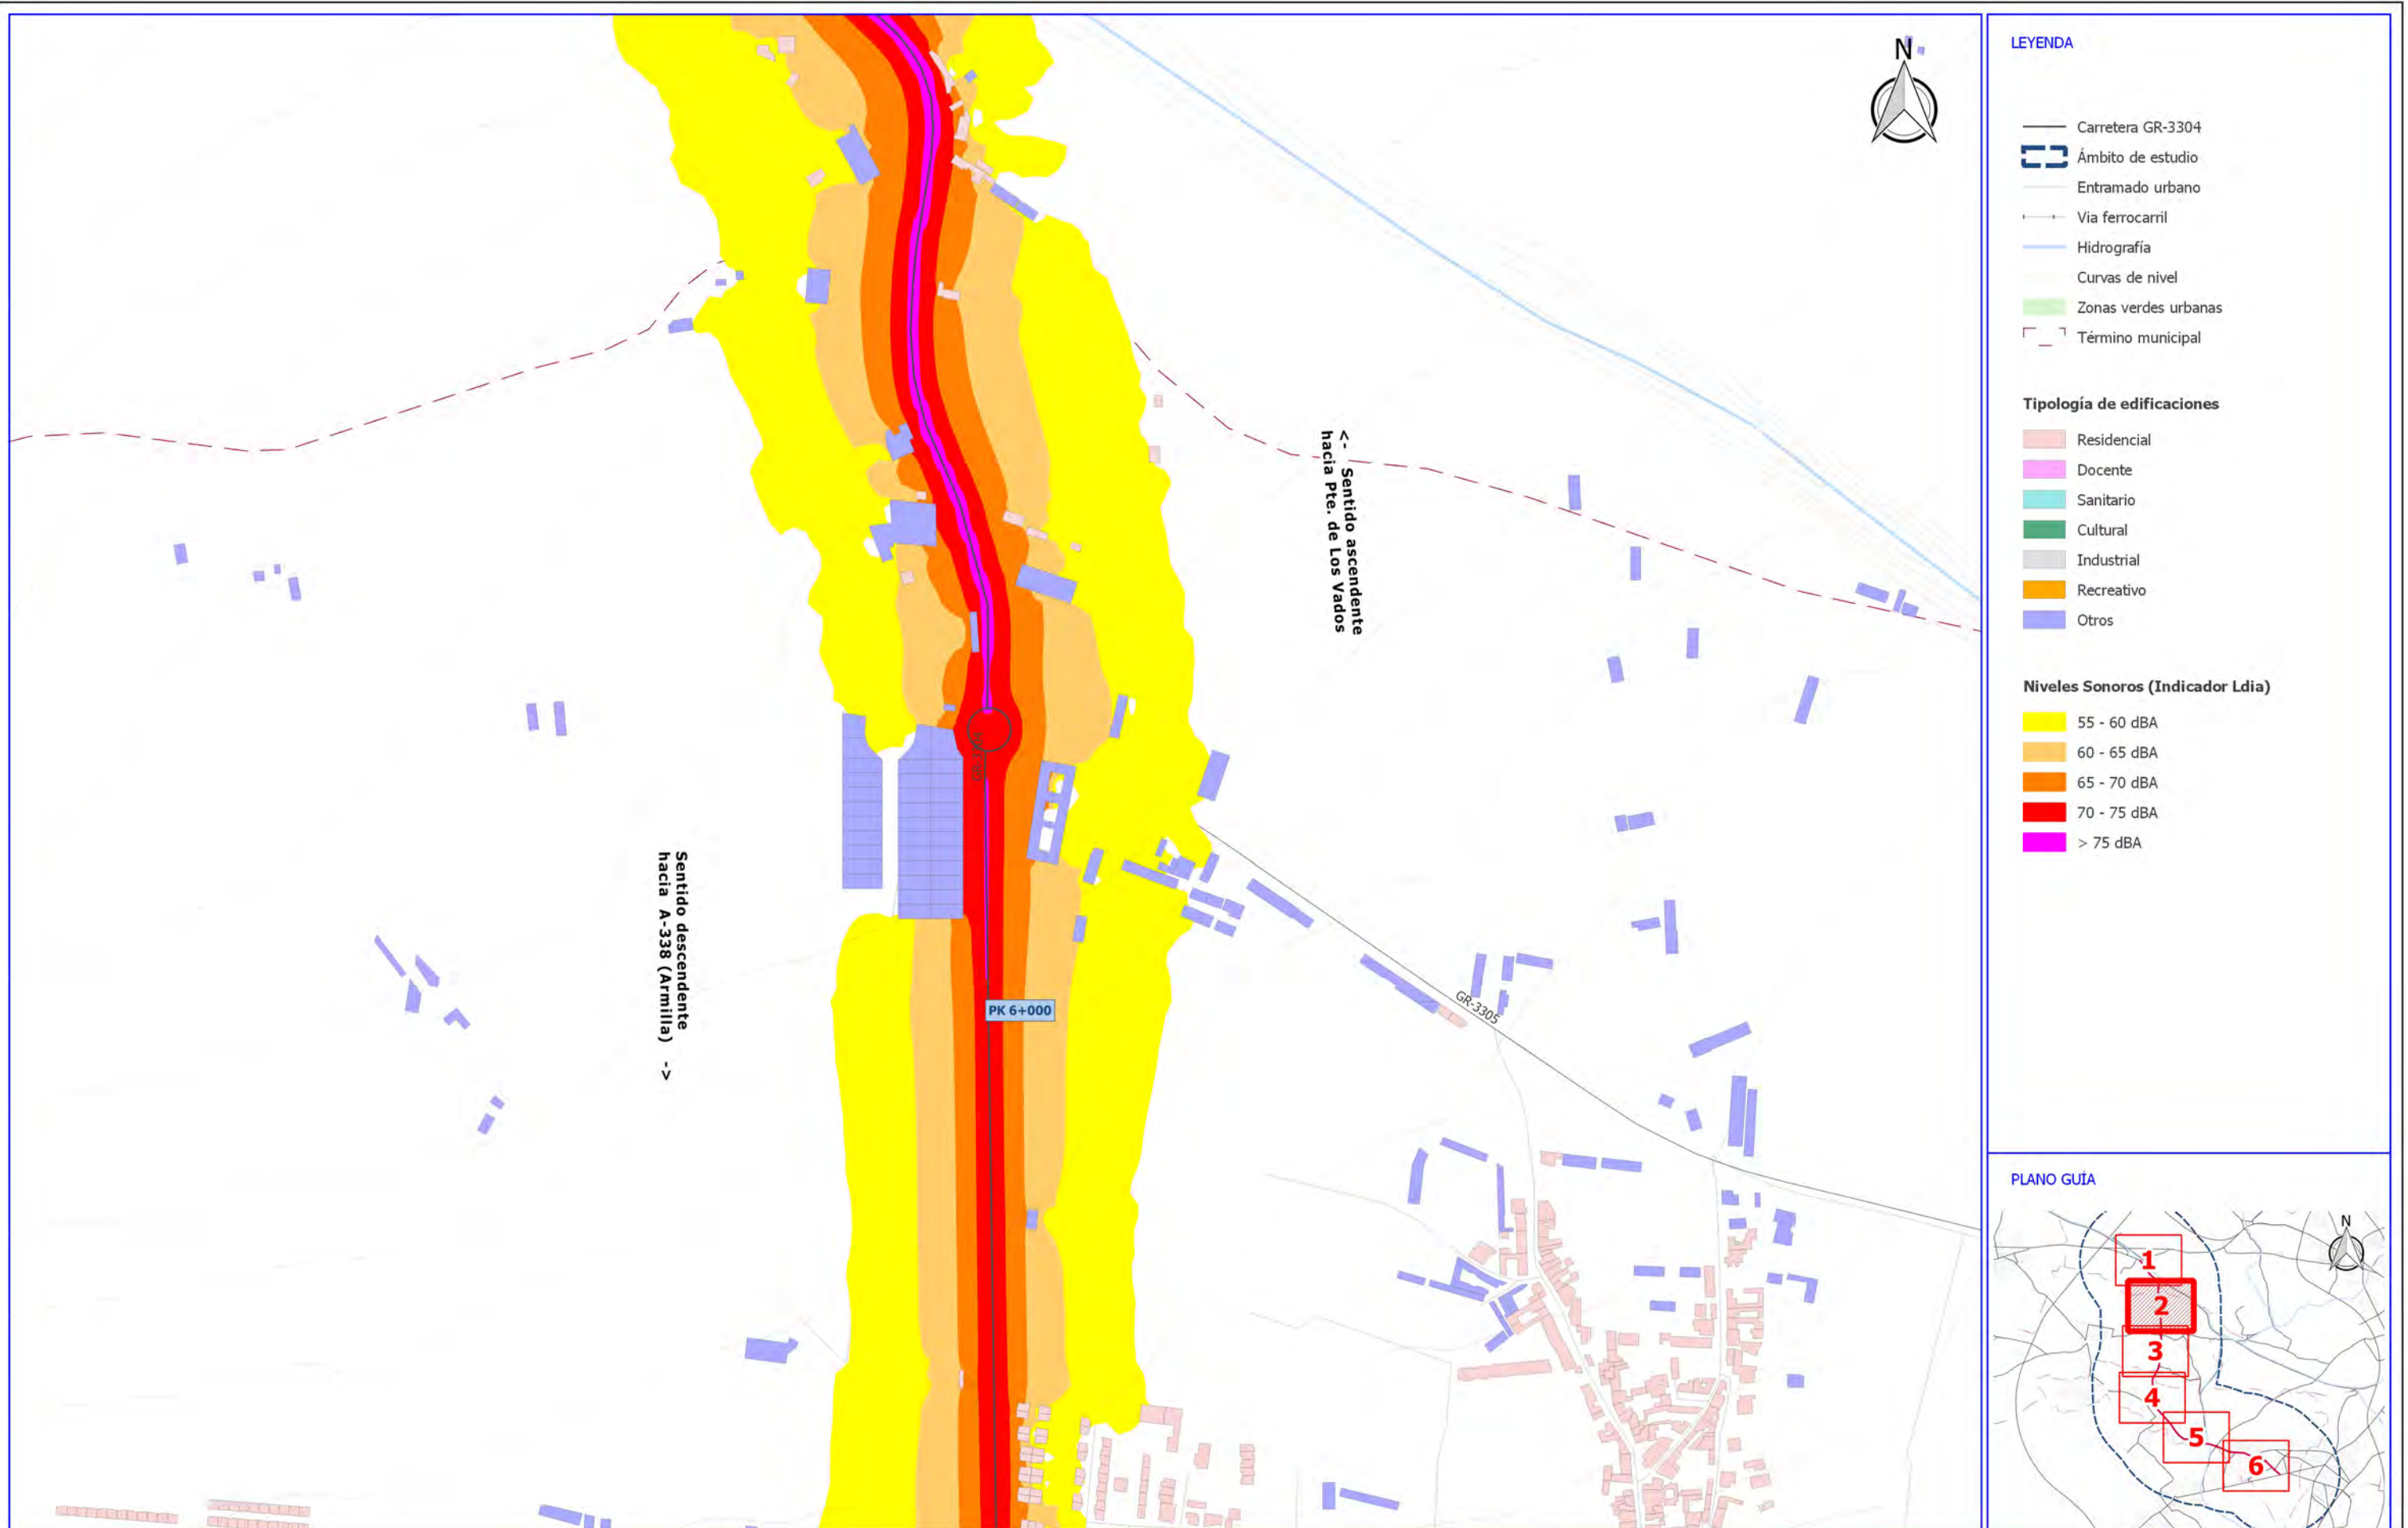 N
<- Sentido ascendente
hacia Pte. de Los Vados
Sentido descendente
hacia A-338 (Armilla) ->
PK 6+000
GR-3305
LEYENDA
Carretera GR-3304
Ámbito de estudio
Entramado urbano
Via ferrocarril
Hidrografía
Curvas de nivel
Zonas verdes urbanas
Término municipal
Tipología de edificaciones
Residencial
Docente
Sanitario
Cultural
Industrial
Recreativo
Otros
Niveles Sonoros (Indicador Ldia)
55 - 60 dBA
60 - 65 dBA
65 - 70 dBA
70 - 75 dBA
> 75 dBA
PLANO GUÍA
N
1
2
3
4
5
6